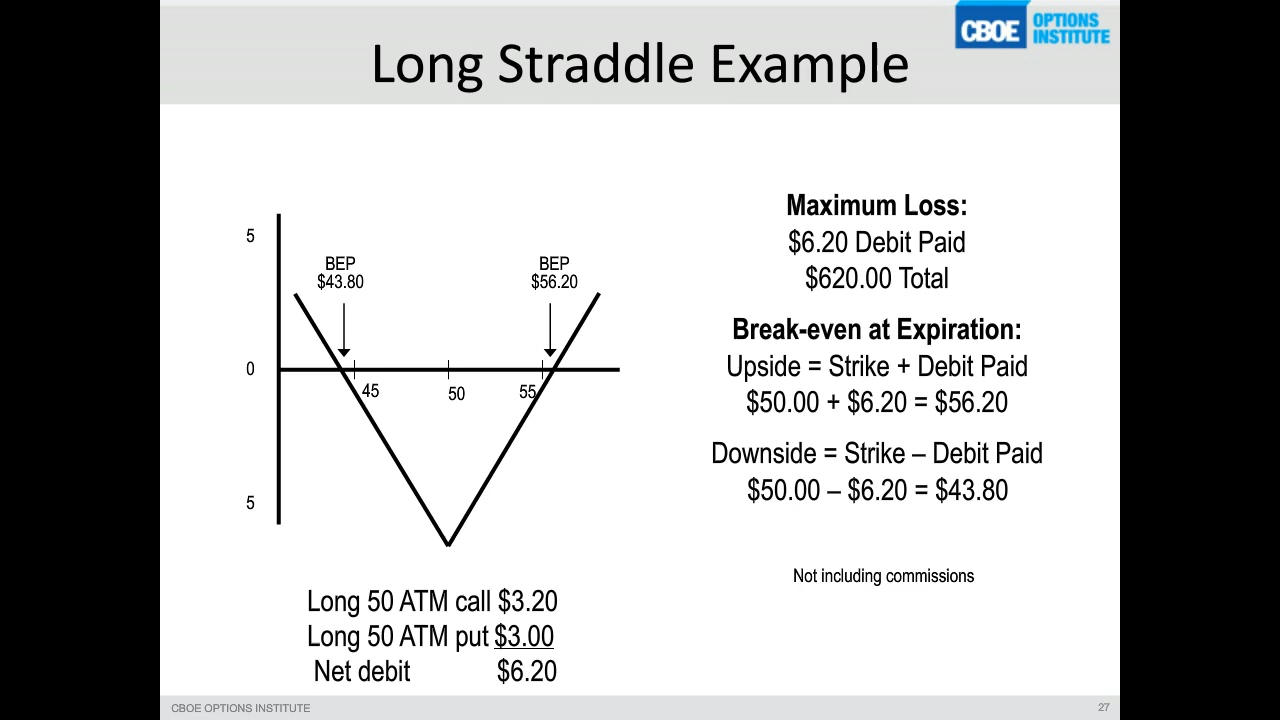 CBOE OPTIONS
INSTITUTE
Long Straddle Example
5
BEP
$43.80
BEP
$56.20
0
45
50
55
5
Long 50 ATM call $3.20
Long 50 ATM put $3.00
Net debit $6.20
Maximum Loss:
$6.20 Debit Paid
$620.00 Total
Break-even at Expiration:
Upside = Strike + Debit Paid
$50.00 + $6.20 = $56.20
Downside = Strike – Debit Paid
$50.00 – $6.20 = $43.80
Not including commissions
CBOE OPTIONS INSTITUTE
27